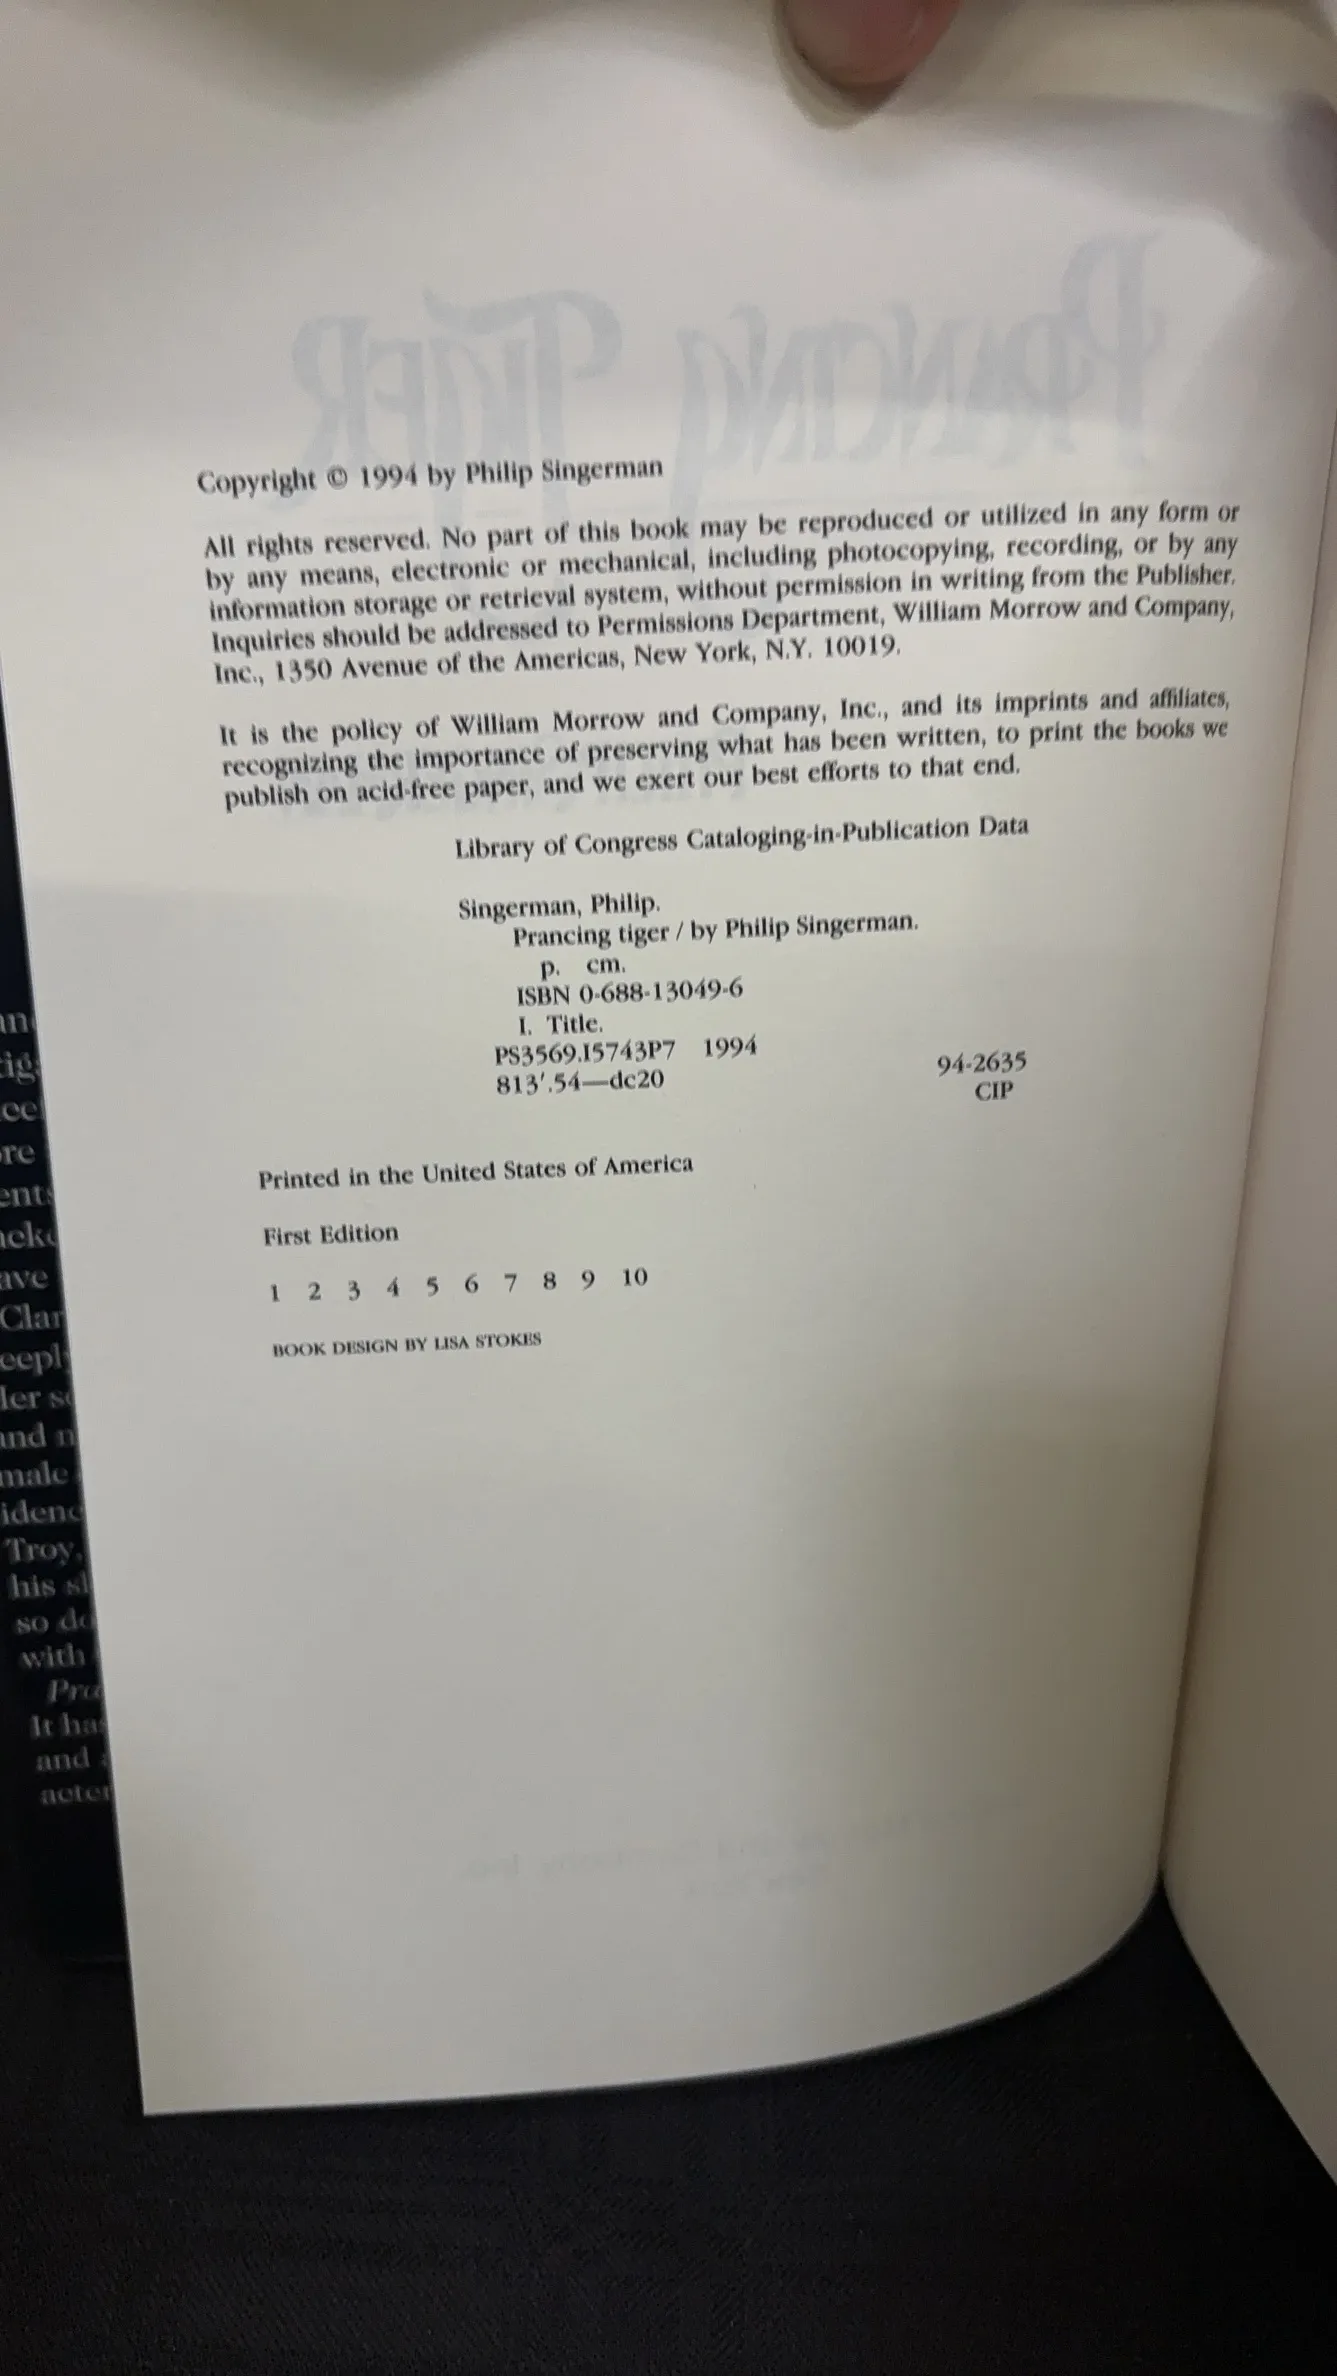 PRANCING TIGER
Copyright © 1994 by Philip Singerman
All rights reserved. No part of this book may be reproduced or utilized in any form or
by any means, electronic or mechanical, including photocopying, recording, or by any
information storage or retrieval system, without permission in writing from the Publisher.
Inquiries should be addressed to Permissions Department, William Morrow and Company,
Inc., 1350 Avenue of the Americas, New York, N.Y. 10019.
It is the policy of William Morrow and Company, Inc., and its imprints and affiliates,
recognizing the importance of preserving what has been written, to print the books we
publish on acid-free paper, and we exert our best efforts to that end.
Library of Congress Cataloging-in-Publication Data
Singerman, Philip.
Prancing tiger / by Philip Singerman.
p. cm.
ISBN 0-688-13049-6
I. Title.
PS3569.I5743P7 1994
813′.54—dc20
94-2635
CIP
Printed in the United States of America
First Edition
1 2 3 4 5 6 7 8 9 10
BOOK DESIGN BY LISA STOKES
Troy,
his
so
with
It
and